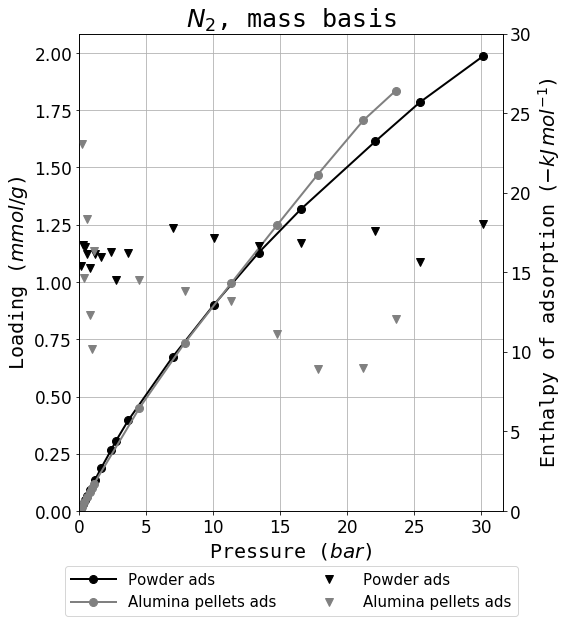 N₂, mass basis
Loading (mmol/g)
2.00
1.75
1.50
1.25
1.00
0.75
0.50
0.25
0.00
30
25
20
15
10
5
0
Enthalpy of adsorption (−kJmol⁻¹)
0 5 10 15 20 25 30
Pressure (bar)
Powder ads Powder ads
Alumina pellets ads Alumina pellets ads